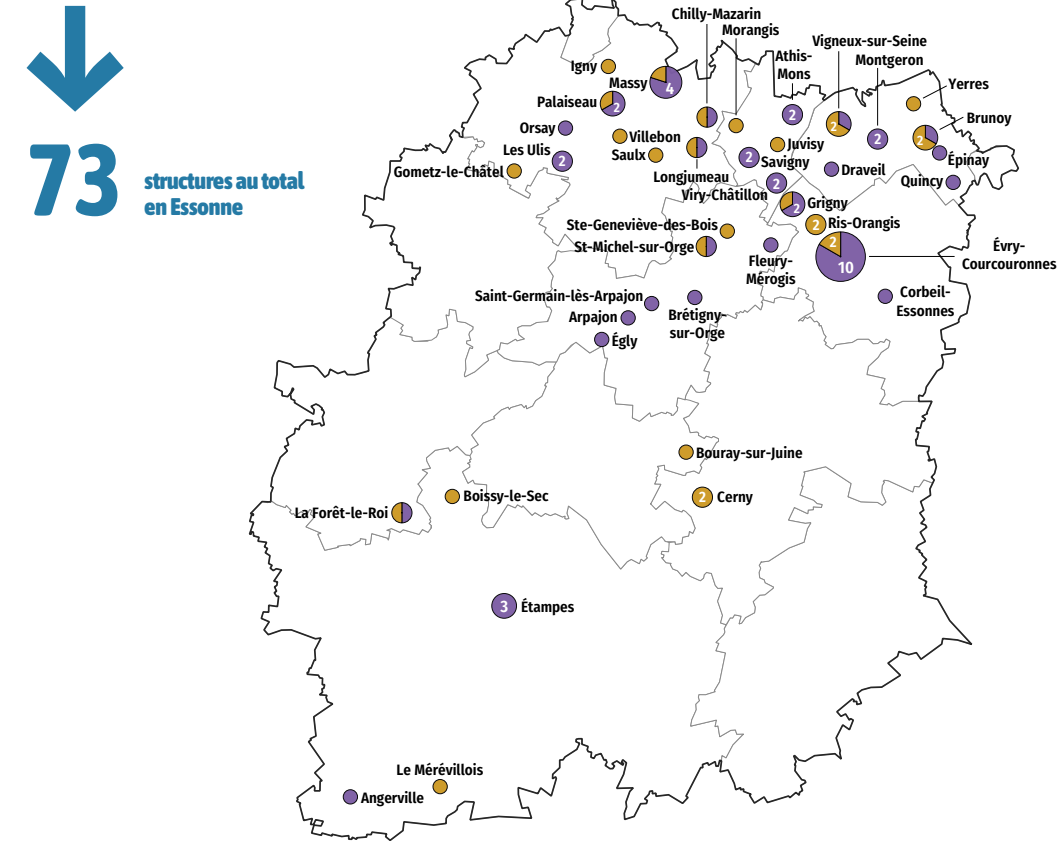 73
structures au total
en Essonne
Chilly-Mazarin
Morangis
Vigneux-sur-Seine
Athis-
Mons
Montgeron
Igny
Massy
4
Yerres
Palaiseau
2
2
Brunoy
Orsay
2
2
2
Villebon
Juvisy
Les Ulis
2
Saulx
2
Savigny
Épinay
Gometz-le-Châtel
Longjumeau
Draveil
Quincy
2
Viry-Châtillon
2
Grigny
Ste-Geneviève-des-Bois
2
Ris-Orangis
St-Michel-sur-Orge
2
10
Évry-
Courcouronnes
Fleury-
Mérogis
Saint-Germain-lès-Arpajon
Corbeil-
Essonnes
Arpajon
Brétigny-
sur-Orge
Égly
Bouray-sur-Juine
Boissy-le-Sec
2
Cerny
La Forêt-le-Roi
3
Étampes
Le Mérévillois
Angerville